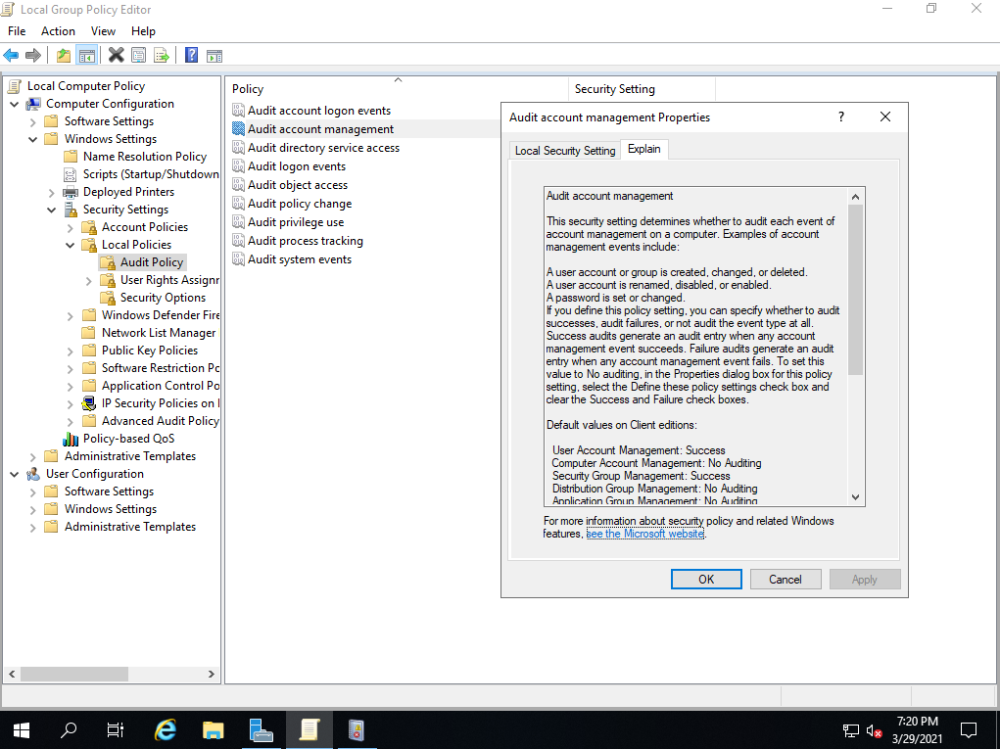 Local Group Policy Editor
File Action View Help
Local Computer Policy
Computer Configuration
Software Settings
Windows Settings
Name Resolution Policy
Scripts (Startup/Shutdown
Deployed Printers
Security Settings
Account Policies
Local Policies
Audit Policy
User Rights Assignr
Security Options
Windows Defender Fire
Network List Manager
Public Key Policies
Software Restriction Po
Application Control Po
IP Security Policies on l
Advanced Audit Policy
Policy-based QoS
Administrative Templates
User Configuration
Software Settings
Windows Settings
Administrative Templates
Policy Security Setting
Audit account logon events
Audit account management
Audit directory service access
Audit logon events
Audit object access
Audit policy change
Audit privilege use
Audit process tracking
Audit system events
Audit account management Properties
Local Security Setting Explain
Audit account management
This security setting determines whether to audit each event of
account management on a computer. Examples of account
management events include:
A user account or group is created, changed, or deleted.
A user account is renamed, disabled, or enabled.
A password is set or changed.
If you define this policy setting, you can specify whether to audit
successes, audit failures, or not audit the event type at all.
Success audits generate an audit entry when any account
management event succeeds. Failure audits generate an audit
entry when any account management event fails. To set this
value to No auditing, in the Properties dialog box for this policy
setting, select the Define these policy settings check box and
clear the Success and Failure check boxes.
Default values on Client editions:
User Account Management: Success
Computer Account Management: No Auditing
Security Group Management: Success
Distribution Group Management: No Auditing
Application Group Management: No Auditing
For more information about security policy and related Windows
features, see the Microsoft website.
OK Cancel Apply
7:20 PM
3/29/2021